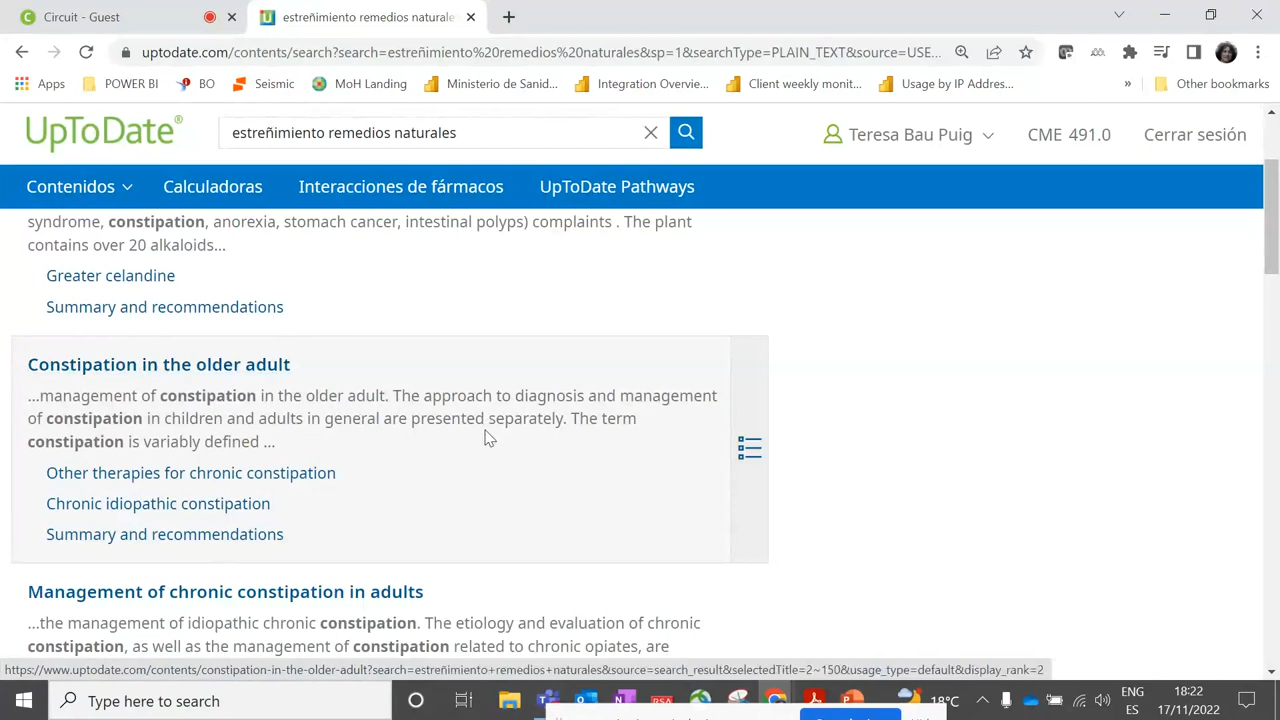 Circuit - Guest
estreñimiento remedios naturales
uptodate.com/contents/search?search=estreñimiento%20remedios%20naturales&sp=1&searchType=PLAIN_TEXT&source=USE...
Apps POWER BI BO Seismic MoH Landing Ministerio de Sanid... Integration Overvie... Client weekly monit... Usage by IP Addres... » Other bookmarks
UpToDate® estreñimiento remedios naturales Teresa Bau Puig CME 491.0 Cerrar sesión
Contenidos Calculadoras Interacciones de fármacos UpToDate Pathways
syndrome, constipation, anorexia, stomach cancer, intestinal polyps) complaints . The plant
contains over 20 alkaloids...
Greater celandine
Summary and recommendations
Constipation in the older adult
...management of constipation in the older adult. The approach to diagnosis and management
of constipation in children and adults in general are presented separately. The term
constipation is variably defined ...
Other therapies for chronic constipation
Chronic idiopathic constipation
Summary and recommendations
Management of chronic constipation in adults
...the management of idiopathic chronic constipation. The etiology and evaluation of chronic
constipation, as well as the management of constipation related to chronic opiates, are
https://www.uptodate.com/contents/constipation-in-the-older-adult?search=estreñimiento+remedios+naturales&source=search_result&selectedTitle=2~150&usage_type=default&display_rank=2
Type here to search
18°C
ENG
ES
18:22
17/11/2022